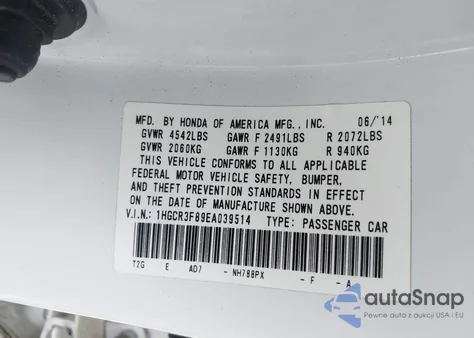 MFD. BY HONDA OF AMERICA MFG., INC. 06/'14
GVWR 4542LBS GAWR F 2491LBS R 2072LBS
GVWR 2060KG GAWR F 1130KG R 940KG
THIS VEHICLE CONFORMS TO ALL APPLICABLE
FEDERAL MOTOR VEHICLE SAFETY, BUMPER,
AND THEFT PREVENTION STANDARDS IN EFFECT
ON THE DATE OF MANUFACTURE SHOWN ABOVE.
V.I.N.: 1HGCR3F89EA039514 TYPE: PASSENGER CAR
T2G E AD7 - NH788PX - F - A
autoSnap
Pewne auta z aukcji USA i EU